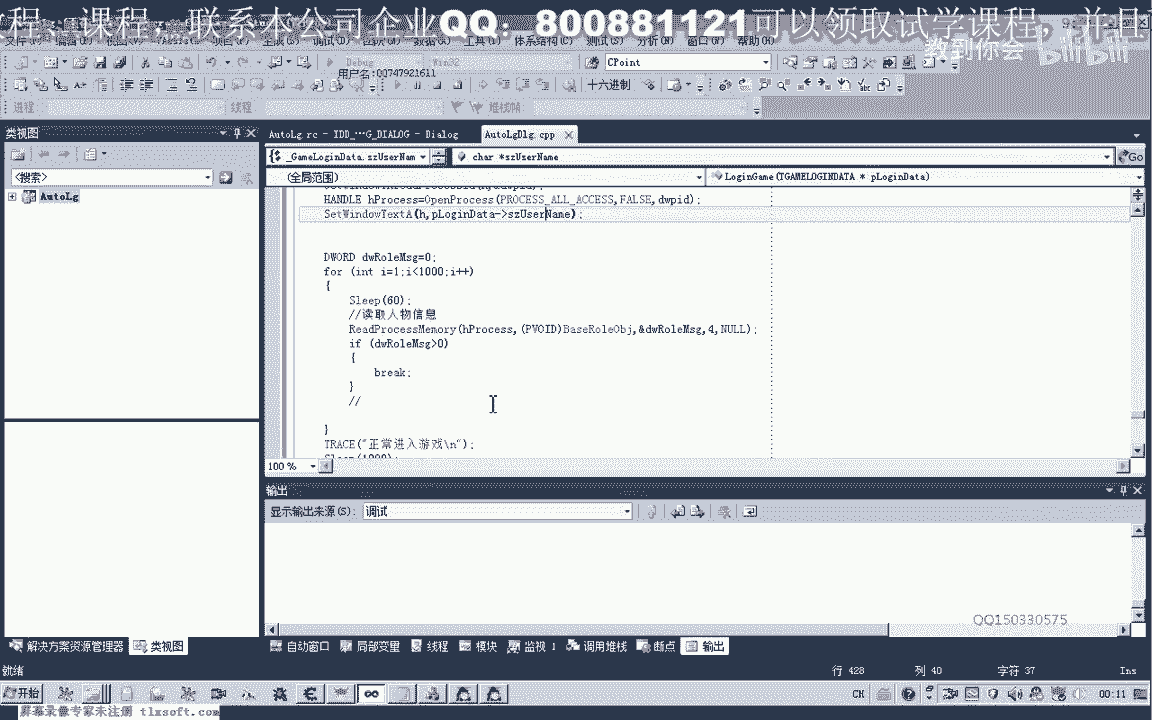 程、课程，联系本公司企业QQ：800881121可以领取试学课程，并且
教到你会 bilibili
Debug Win32 CPoint
用户名:QQ747921611
十六进制
进程: 线程: 堆栈帧:
类视图
AutoLg.rc - IDD_···G_DIALOG - Dialog
AutoLgDlg.cpp
_GameLoginData.szUserNam
char *szUserName
Go
<搜索>
(全局范围)
LoginGame(TGAMELOGINDATA * pLoginData)
AutoLg
HANDLE hProcess=OpenProcess(PROCESS_ALL_ACCESS,FALSE,dwpid);
SetWindowTextA(h,pLoginData->szUserName);
DWORD dwRoleMsg=0;
for (int i=1;i<1000;i++)
{
Sleep(60);
//读取人物信息
ReadProcessMemory(hProcess,(PVOID)BaseRoleObj,&dwRoleMsg,4,NULL);
if (dwRoleMsg>0)
{
break;
}
//
}
TRACE("正常进入游戏\n");
100 %
输出
显示输出来源(S): 调试
QQ150330575
解决方案资源管理器 类视图
自动窗口 局部变量 线程 模块 监视 1 调用堆栈 断点 输出
就绪
行 428 列 40 字符 37 Ins
开始
CH
00:11
屏幕录像专家未注册 tlxsoft.com